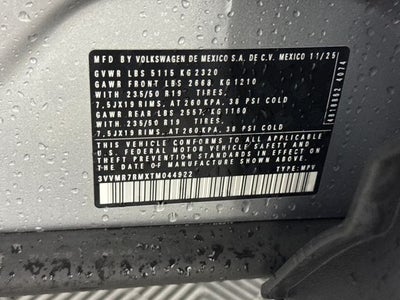 MFD. BY VOLKSWAGEN DE MEXICO S.A. DE C.V. MEXICO 11/25
GVWR LBS 5115 KG 2320
GAWR FRONT LBS 2668 KG 1210
WITH 235/50 R19 TIRES,
7,5JX19 RIMS, AT 260 KPA, 38 PSI COLD
GAWR REAR LBS 2557 KG 1160
WITH 235/50 R19 TIRES,
7,5JX19 RIMS, AT 260 KPA, 38 PSI COLD
THIS VEHICLE CONFORMS TO ALL APPLICABLE
U.S. FEDERAL MOTOR VEHICLE SAFETY AND
THEFT PREVENTION STANDARDS IN EFFECT ON
THE DATE OF MANUFACTURE SHOWN ABOVE.
3VVMR7RMXTM044922 TYPE: MPV